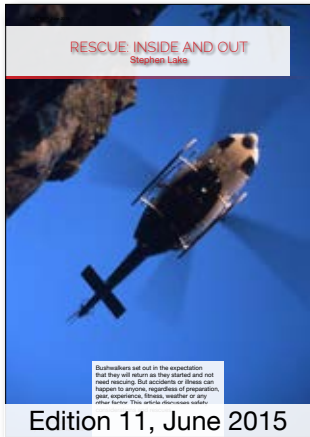 RESCUE: INSIDE AND OUT
Stephen Lake
Bushwalkers set out in the expectation
that they will return as they started and not
need rescuing. But accidents or illness can
happen to anyone, regardless of preparation,
gear, experience, fitness, weather or any
other factor. This article discusses safety
Edition 11, June 2015